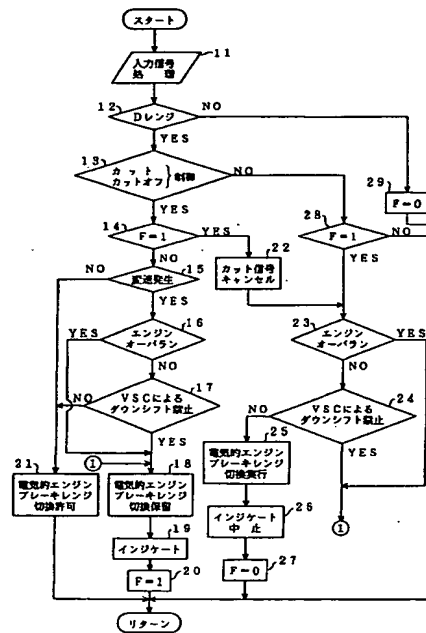 スタート
11
入力信号
処理
12
Dレンジ
NO
YES
13
カット
カットオフ
制御
NO
YES
29
F=0
14
F=1
YES
28
F=1
NO
22
カット信号
キャンセル
NO
YES
NO
15
変速発生
YES
16
YES
エンジン
オーバラン
NO
23
エンジン
オーバラン
YES
NO
17
NO
VSCによる
ダウンシフト禁止
YES
24
NO
VSCによる
ダウンシフト禁止
YES
①
25
電気的エンジン
ブレーキレンジ
切換実行
①
21
電気的エンジン
ブレーキレンジ
切換許可
18
電気的エンジン
ブレーキレンジ
切換保留
26
インジケート
中止
19
インジケート
27
F=0
20
F=1
リターン